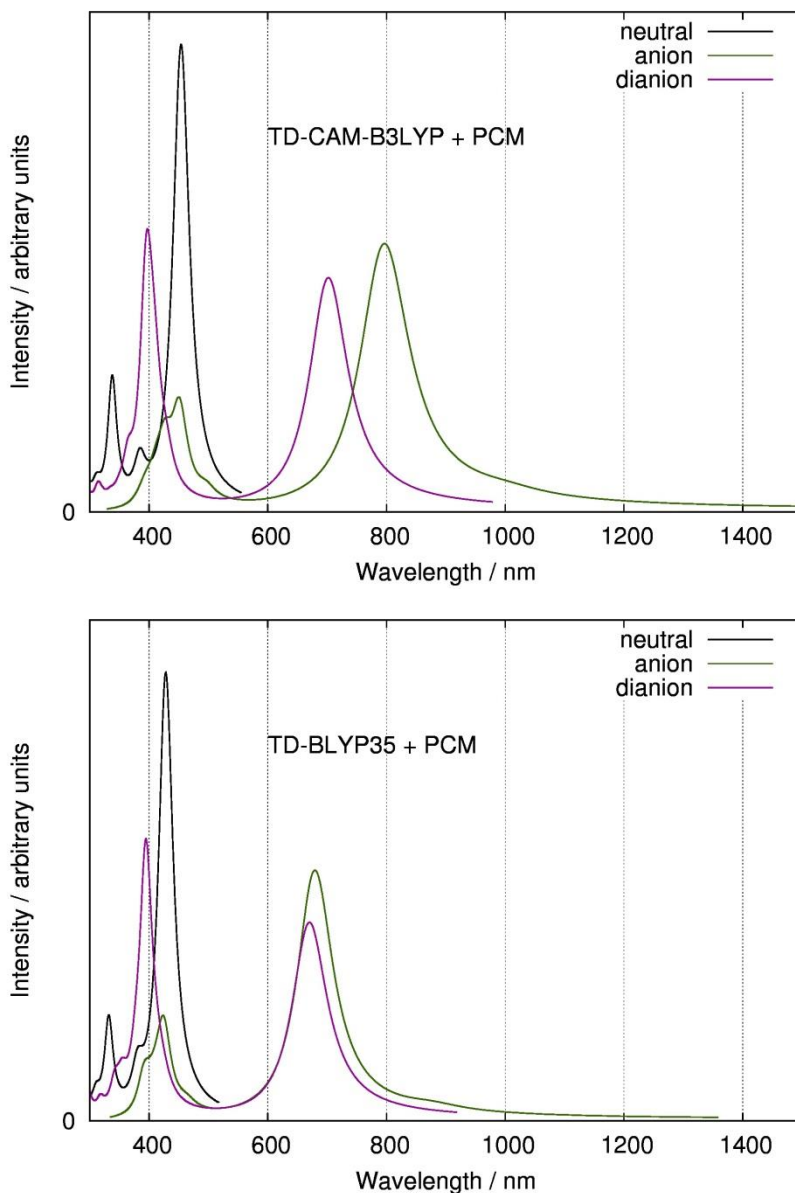 neutral
anion
dianion
TD-CAM-B3LYP + PCM
Intensity / arbitrary units
0
400 600 800 1000 1200 1400
Wavelength / nm
neutral
anion
dianion
TD-BLYP35 + PCM
Intensity / arbitrary units
0
400 600 800 1000 1200 1400
Wavelength / nm